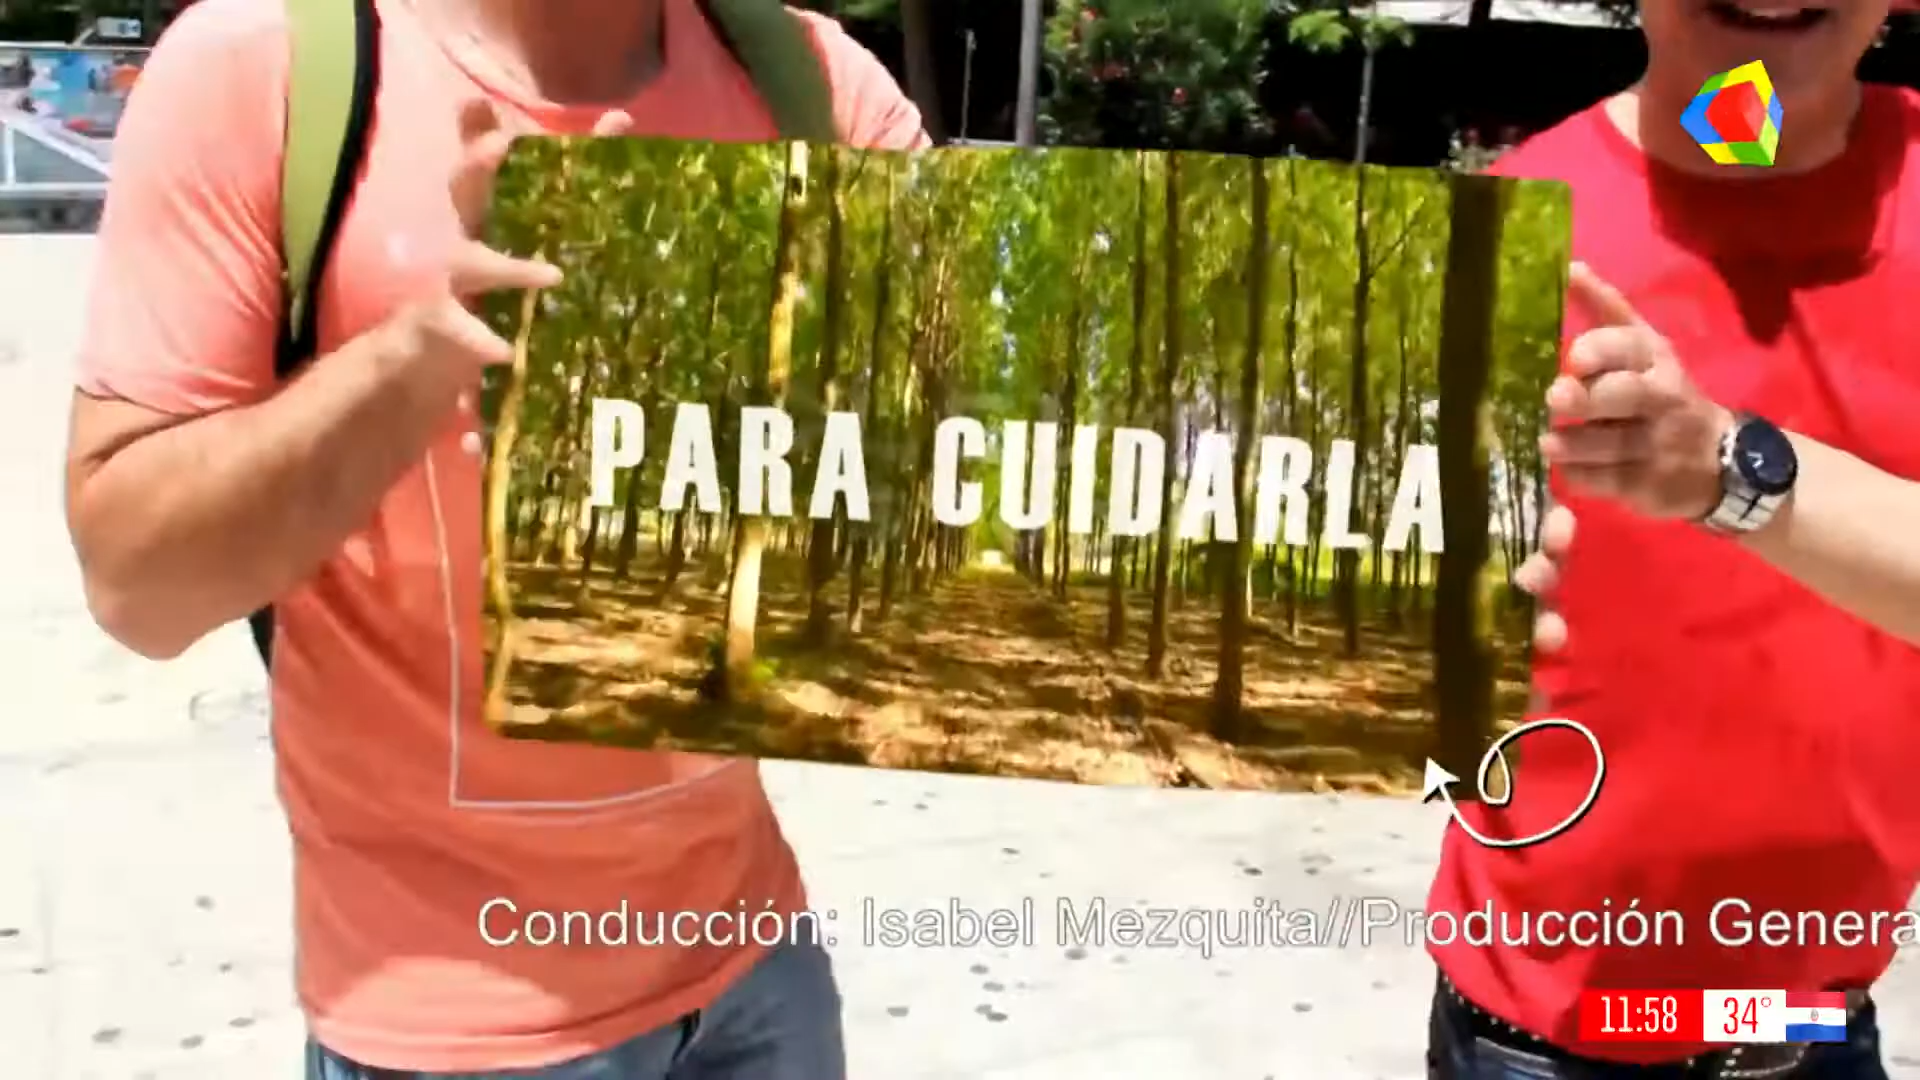 PARA CUIDARLA
Conducción: Isabel Mezquita//Producción Genera
11:58 34°